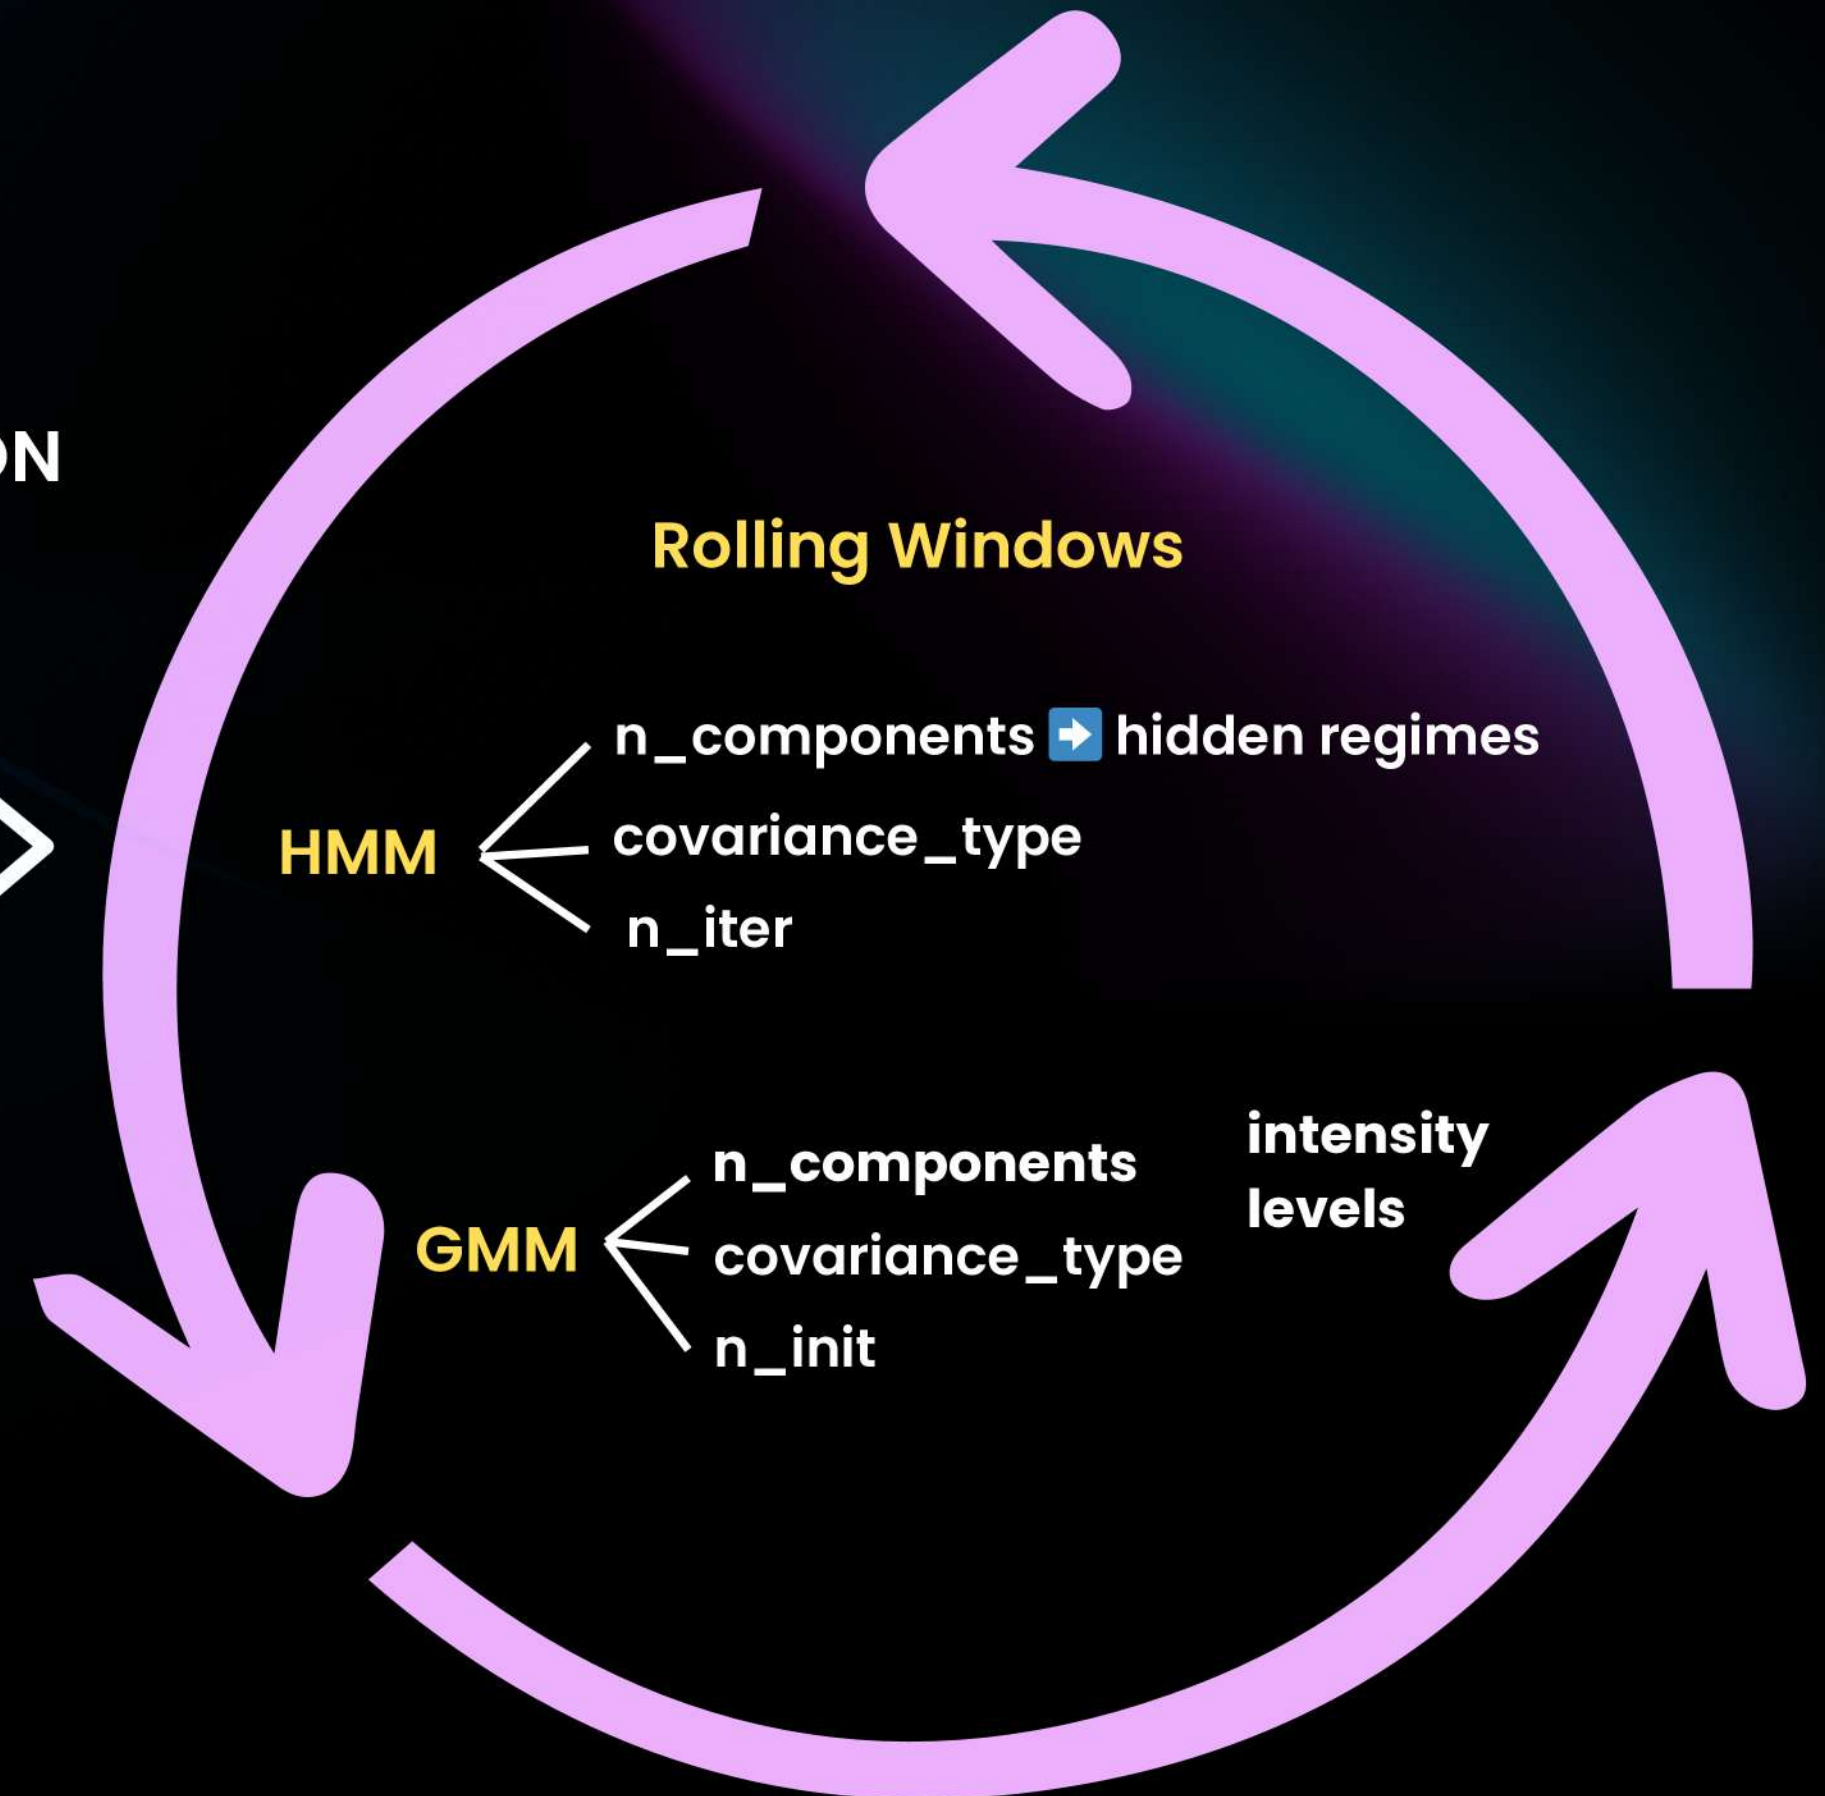 ON
Rolling Windows
n_components ➡️ hidden regimes
HMM
covariance_type
n_iter
n_components
intensity
levels
GMM
covariance_type
n_init